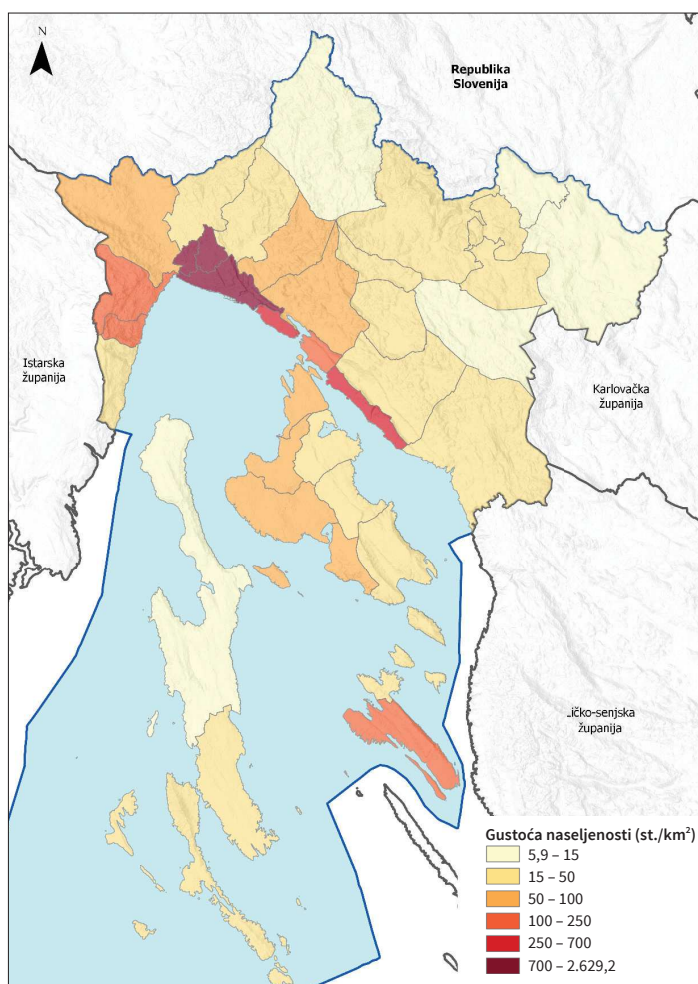 N
Republika
Slovenija
Istarska
županija
Karlovačka
županija
ičko-senjska
županija
Gustoća naseljenosti (st./km²)
5,9 – 15
15 – 50
50 – 100
100 – 250
250 – 700
700 – 2.629,2